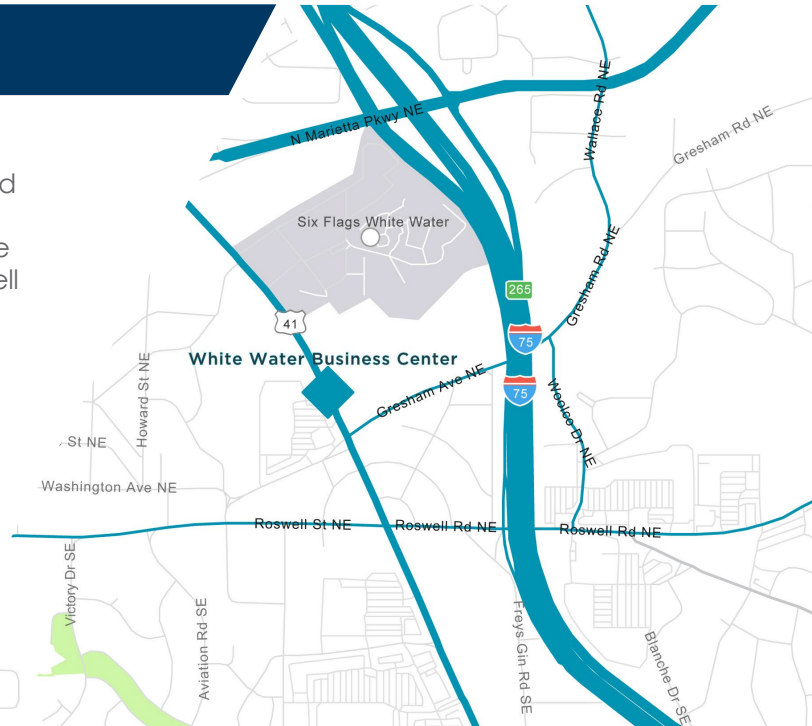 d
e
ell
N Marietta Pkwy NE
Wallace Rd NE
Gresham Rd NE
Six Flags White Water
Gresham Rd NE
265
41
75
White Water Business Center
75
Gresham Ave NE
Woolco Dr NE
Howard St NE
St NE
Washington Ave NE
Roswell St NE
Roswell Rd NE
Roswell Rd NE
Victory Dr SE
Aviation Rd SE
Freys Gin Rd SE
Blanche Dr SE